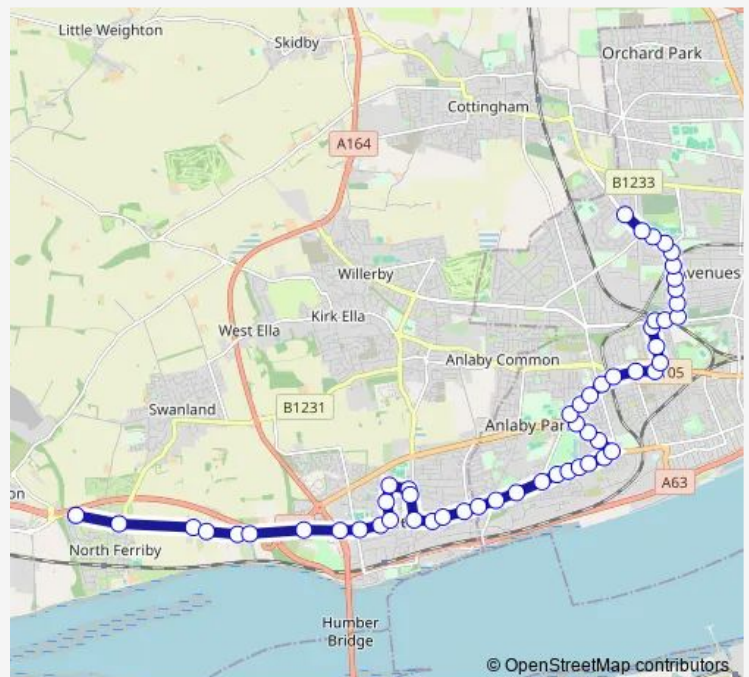 Little Weighton
Skidby
Orchard Park
Cottingham
A164
B1233
Willerby
Avenues
Kirk Ella
West Ella
Anlaby Common
05
Swanland
B1231
Anlaby Par
A63
on
North Ferriby
Humber
Bridge
© OpenStreetMap contributors